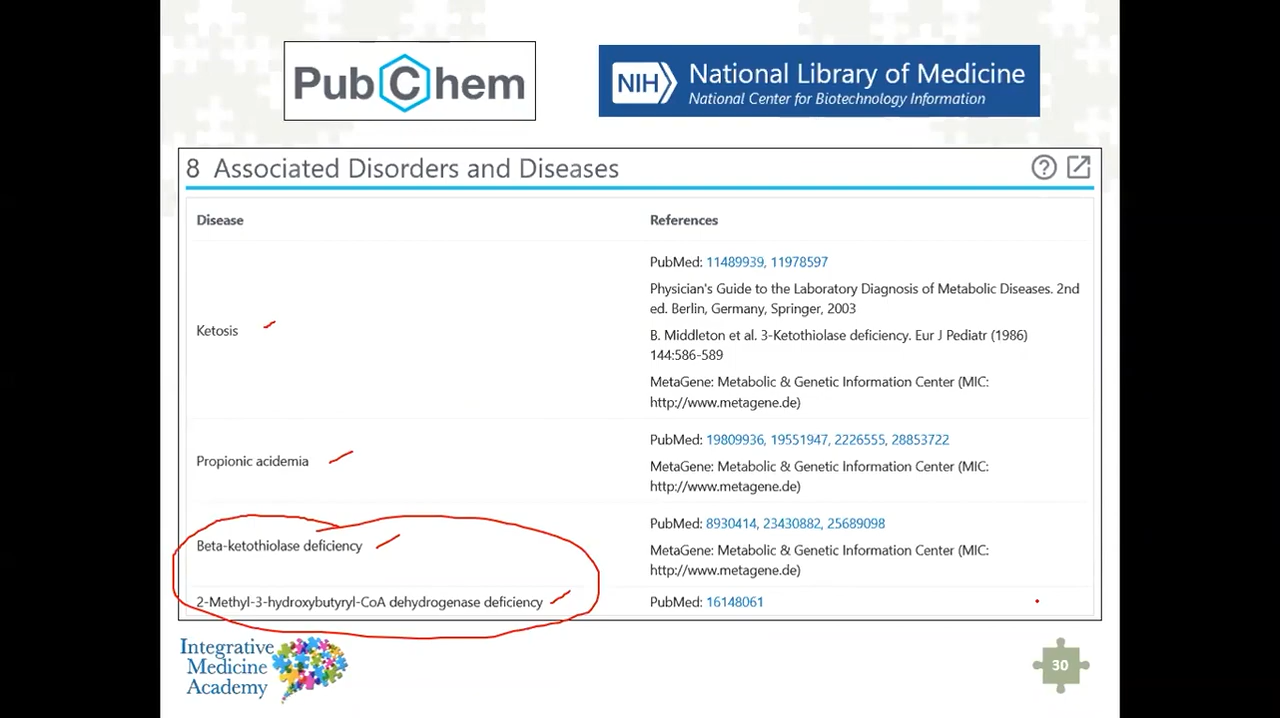 PubChem
NIH National Library of Medicine
National Center for Biotechnology Information
8 Associated Disorders and Diseases
Disease References
PubMed: 11489939, 11978597
Physician's Guide to the Laboratory Diagnosis of Metabolic Diseases. 2nd
ed. Berlin, Germany, Springer, 2003
Ketosis
B. Middleton et al. 3-Ketothiolase deficiency. Eur J Pediatr (1986)
144:586-589
MetaGene: Metabolic & Genetic Information Center (MIC:
http://www.metagene.de)
PubMed: 19809936, 19551947, 2226555, 28853722
Propionic acidemia
MetaGene: Metabolic & Genetic Information Center (MIC:
http://www.metagene.de)
PubMed: 8930414, 23430882, 25689098
Beta-ketothiolase deficiency
MetaGene: Metabolic & Genetic Information Center (MIC:
http://www.metagene.de)
2-Methyl-3-hydroxybutyryl-CoA dehydrogenase deficiency PubMed: 16148061
Integrative
Medicine
Academy
30